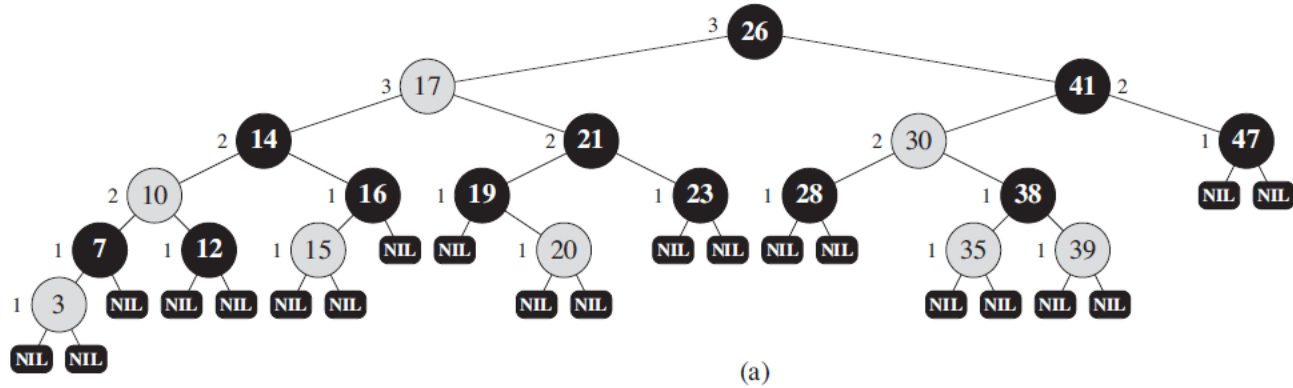 3 26
3 17 41 2
2 14 2 21 2 30 1 47
2 10 1 16 1 19 1 23 1 28 1 38 NIL NIL
1 7 1 12 1 15 NIL NIL 1 20 NIL NIL NIL NIL 1 35 1 39
1 3 NIL NIL NIL NIL NIL NIL NIL NIL NIL NIL NIL
NIL NIL
(a)